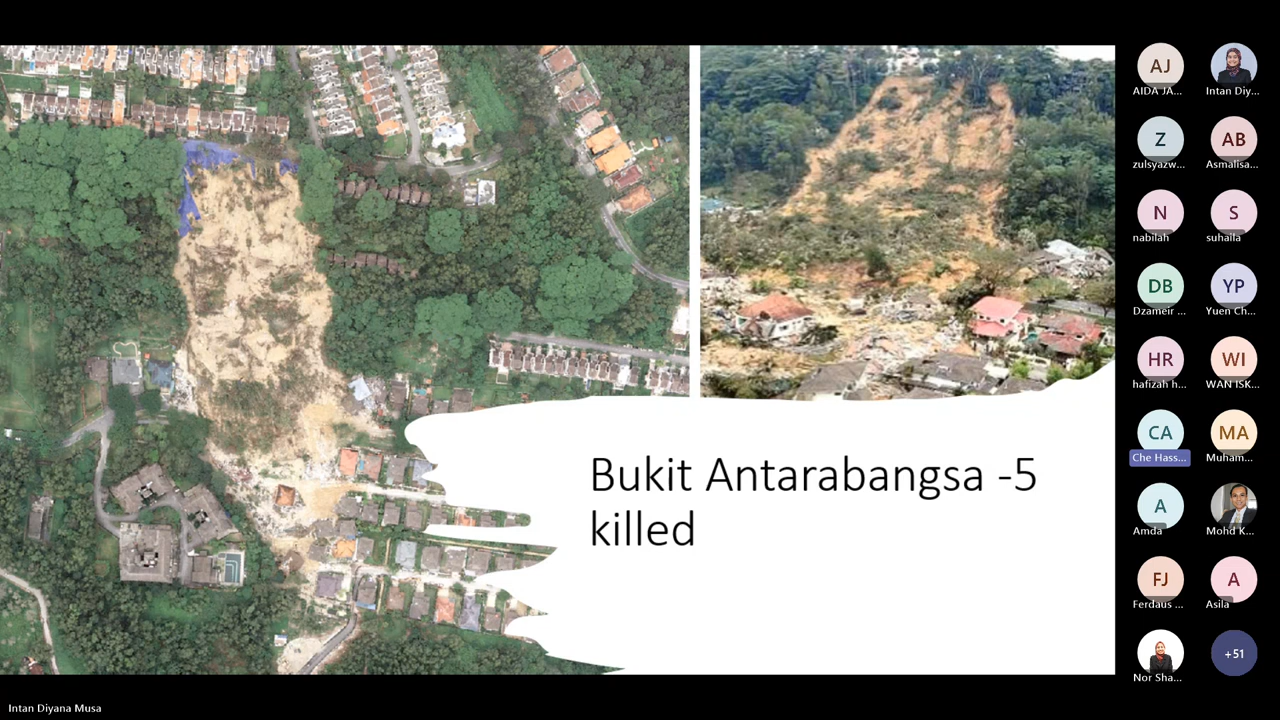 Bukit Antarabangsa -5
killed
AJ
AIDA JA...
Intan Diy...
Z
zulsyazw...
AB
Asmalisa...
N
nabilah
S
suhaila
DB
Dzameir ...
YP
Yuen Ch...
HR
hafizah h...
WI
WAN ISK...
CA
Che Hass...
MA
Muham...
A
Amda
Mohd K...
FJ
Ferdaus ...
A
Asila
Nor Sha...
+51
Intan Diyana Musa